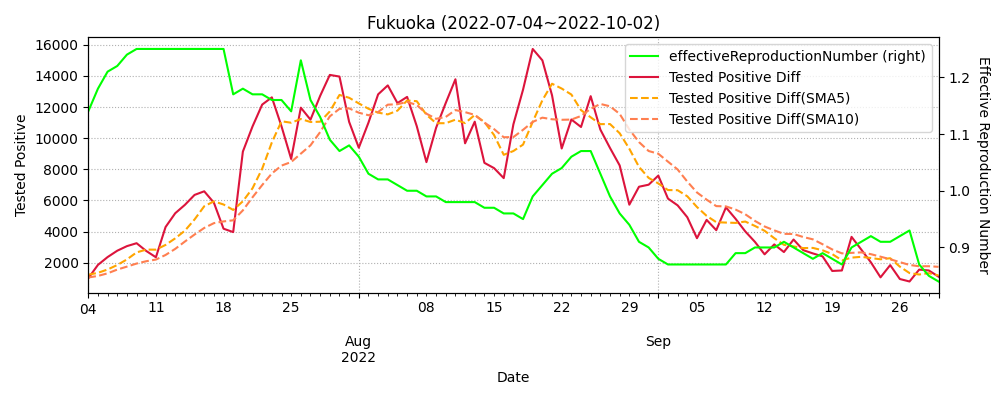 Fukuoka (2022-07-04~2022-10-02)
effectiveReproductionNumber (right)
Tested Positive Diff
Tested Positive Diff(SMA5)
Tested Positive Diff(SMA10)
Tested Positive
16000
14000
12000
10000
8000
6000
4000
2000
Effective Reproduction Number
1.2
1.1
1.0
0.9
04 11 18 25 08 15 22 29 05 12 19 26
Aug Sep
2022
Date